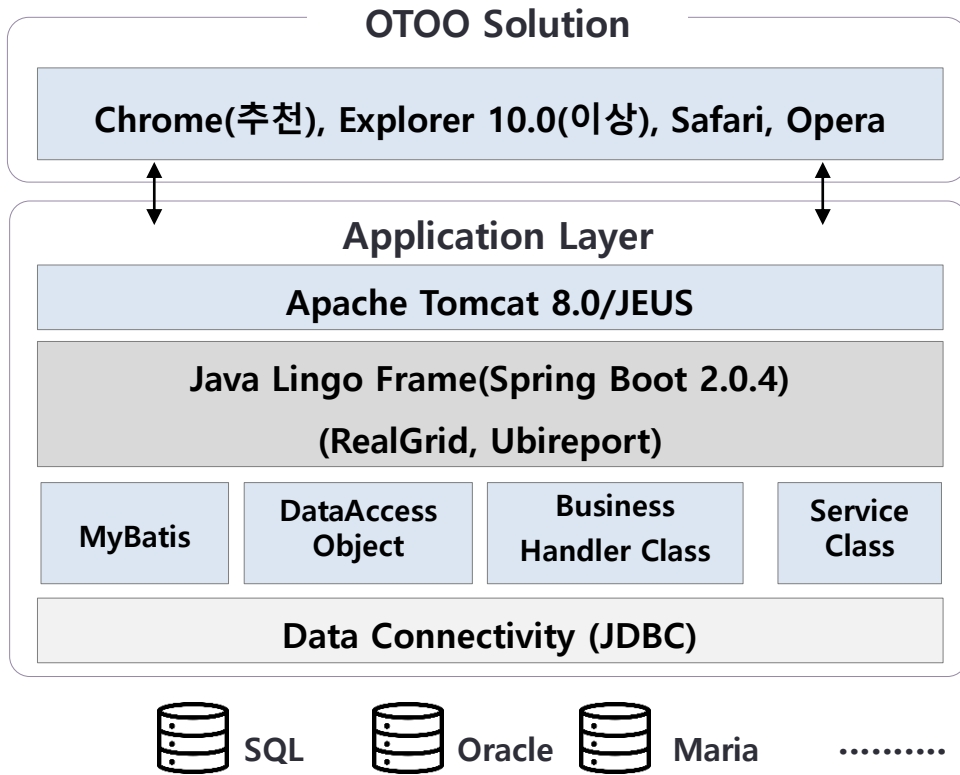 OTOO Solution
Chrome(추천), Explorer 10.0(이상), Safari, Opera
Application Layer
Apache Tomcat 8.0/JEUS
Java Lingo Frame(Spring Boot 2.0.4)
(RealGrid, Ubireport)
MyBatis
DataAccess
Object
Business
Handler Class
Service
Class
Data Connectivity (JDBC)
SQL
Oracle
Maria
..........